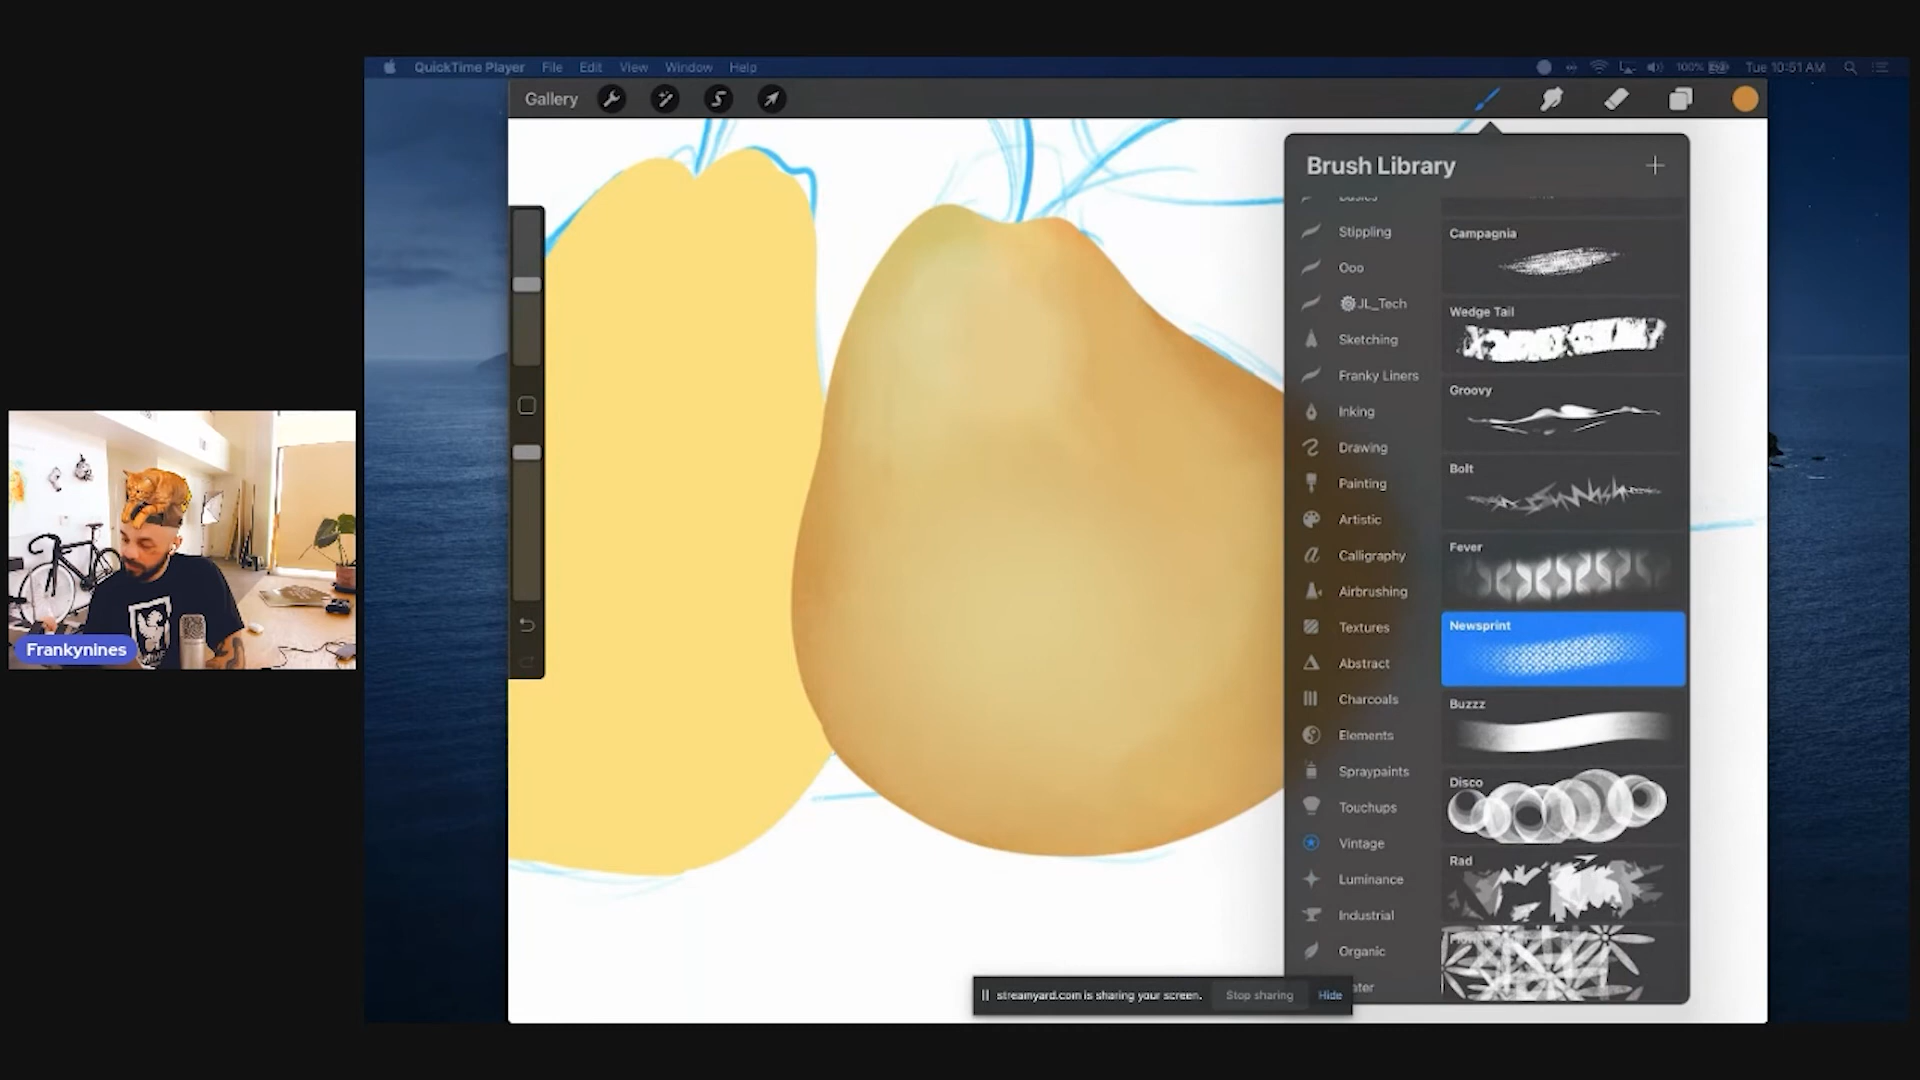 QuickTime Player File Edit View Window Help
100% Tue 10:51 AM
Gallery
Brush Library
Basics
Stippling
Ooo
JL_Tech
Sketching
Franky Liners
Inking
Drawing
Painting
Artistic
Calligraphy
Airbrushing
Textures
Abstract
Charcoals
Elements
Spraypaints
Touchups
Vintage
Luminance
Industrial
Organic
Campagnia
Wedge Tail
Groovy
Bolt
Fever
Newsprint
Buzzz
Disco
Rad
Frankynines
streamyard.com is sharing your screen. Stop sharing Hide